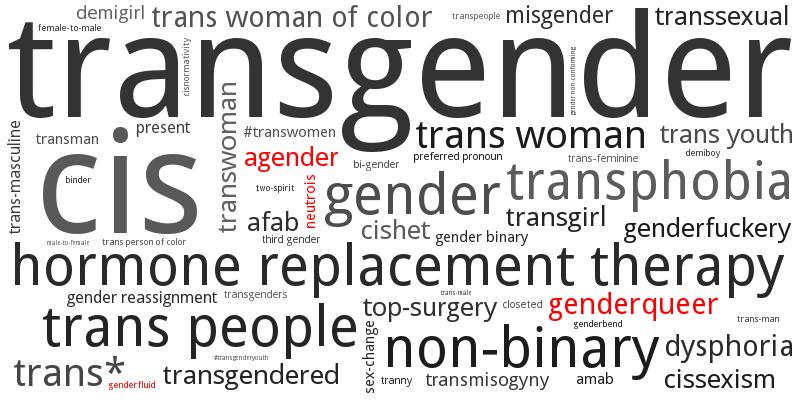 demigirl
trans woman of color
transpeople
misgender
transsexual
female-to-male
transgender
cisnormativity
gender non-conforming
trans-masculine
transman
present
transwoman
#transwomen
trans woman
trans youth
cis
agender
bi-gender
preferred pronoun
trans-feminine
demiboy
binder
two-spirit
neutrois
gender
transphobia
afab
cishet
transgirl
genderfuckery
male-to-female
trans person of color
third gender
gender binary
hormone replacement therapy
gender reassignment
transgenders
trans-male
top-surgery
closeted
genderqueer
trans people
sex-change
genderbend
trans-man
non-binary
dysphoria
trans*
#transgenderyouth
genderfluid
transgendered
tranny
transmisogyny
amab
cissexism